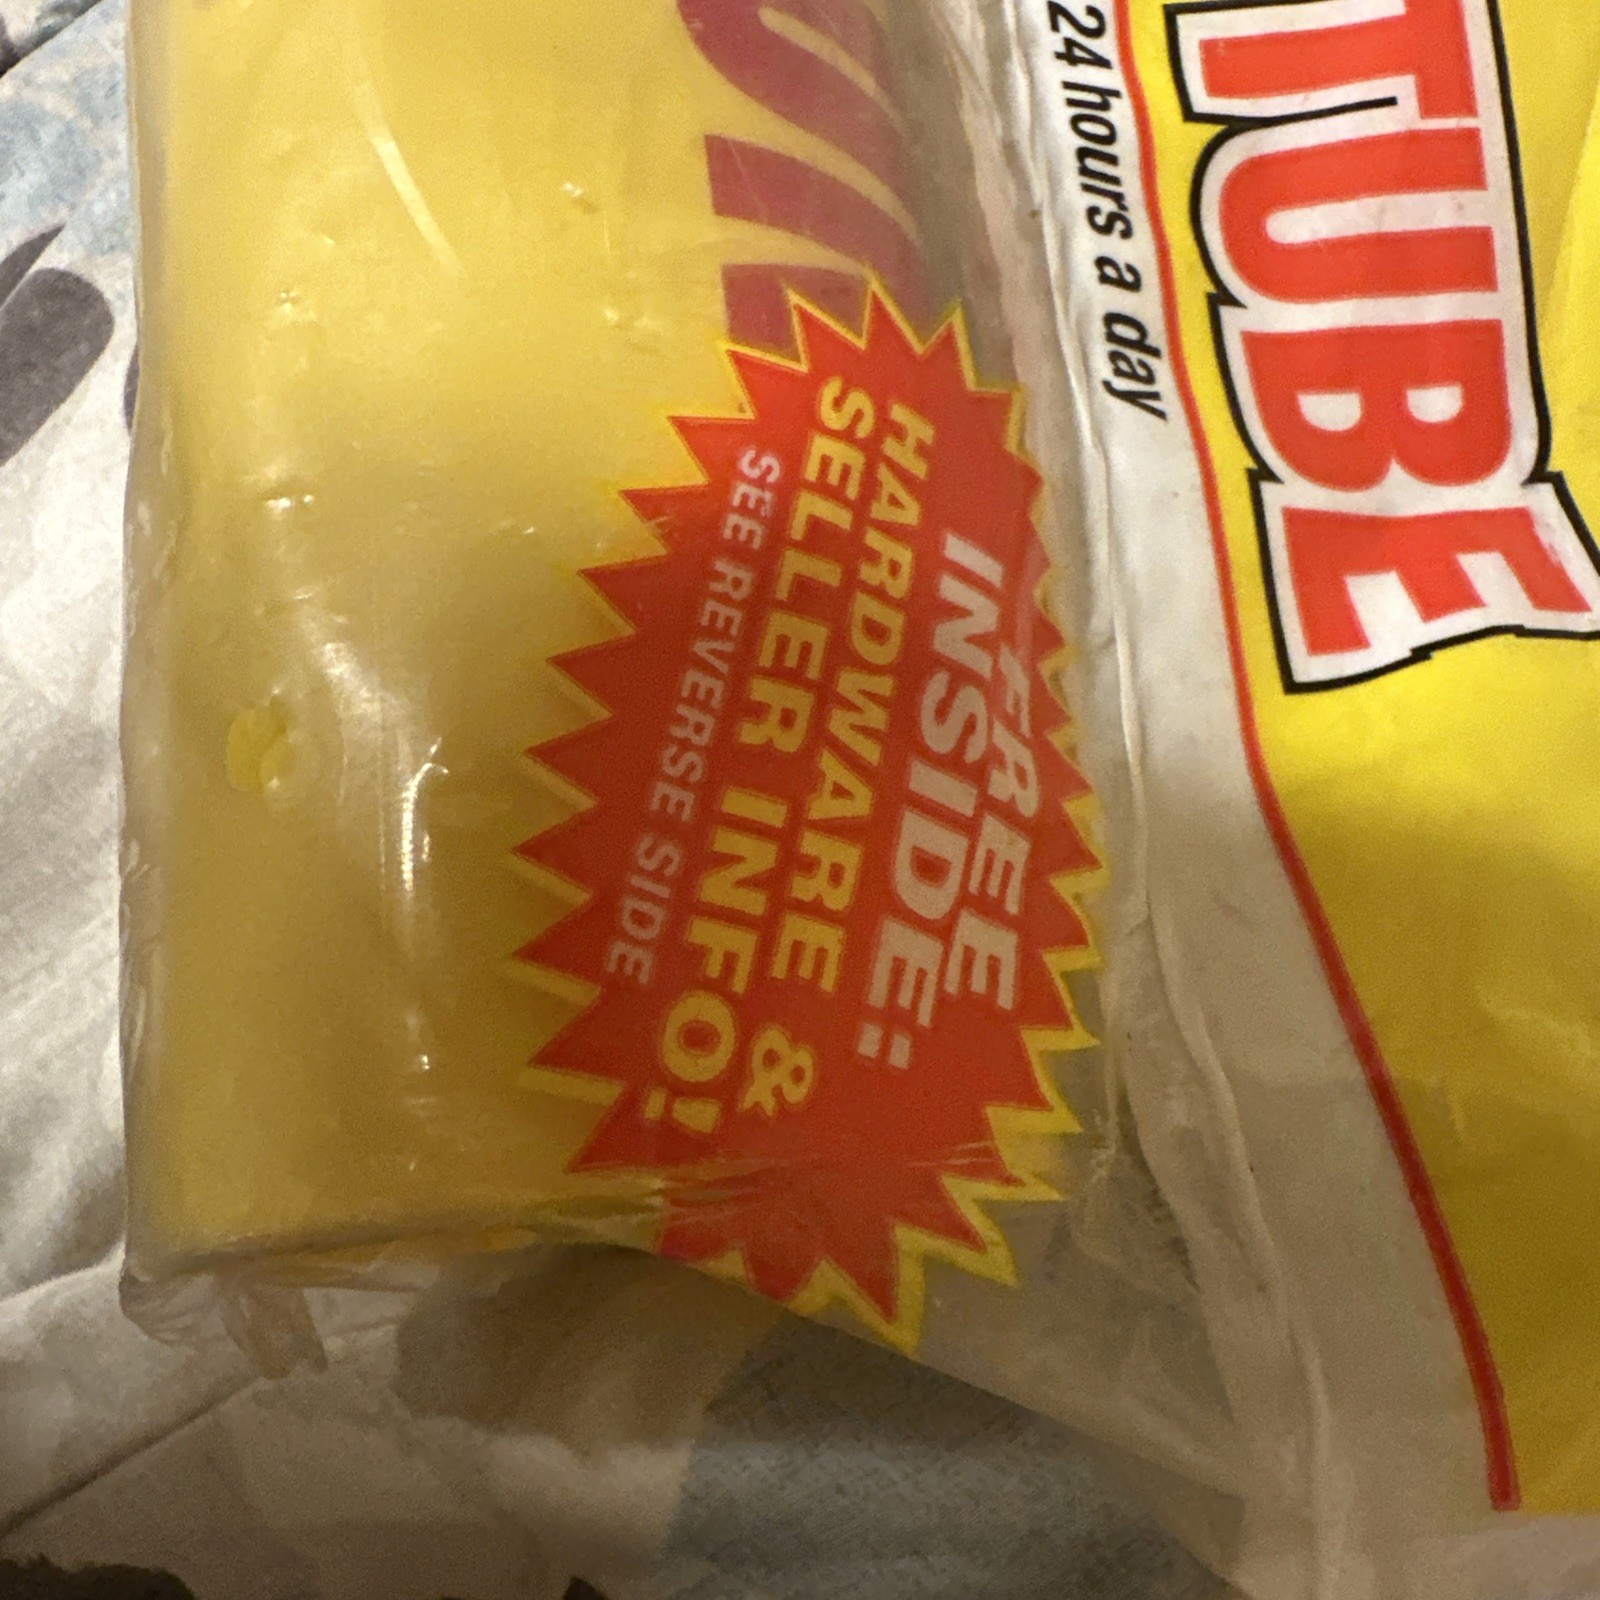 TUBE
24 hours a day
FREE
INSIDE:
HARDWARE &
SELLER INFO!
SEE REVERSE SIDE